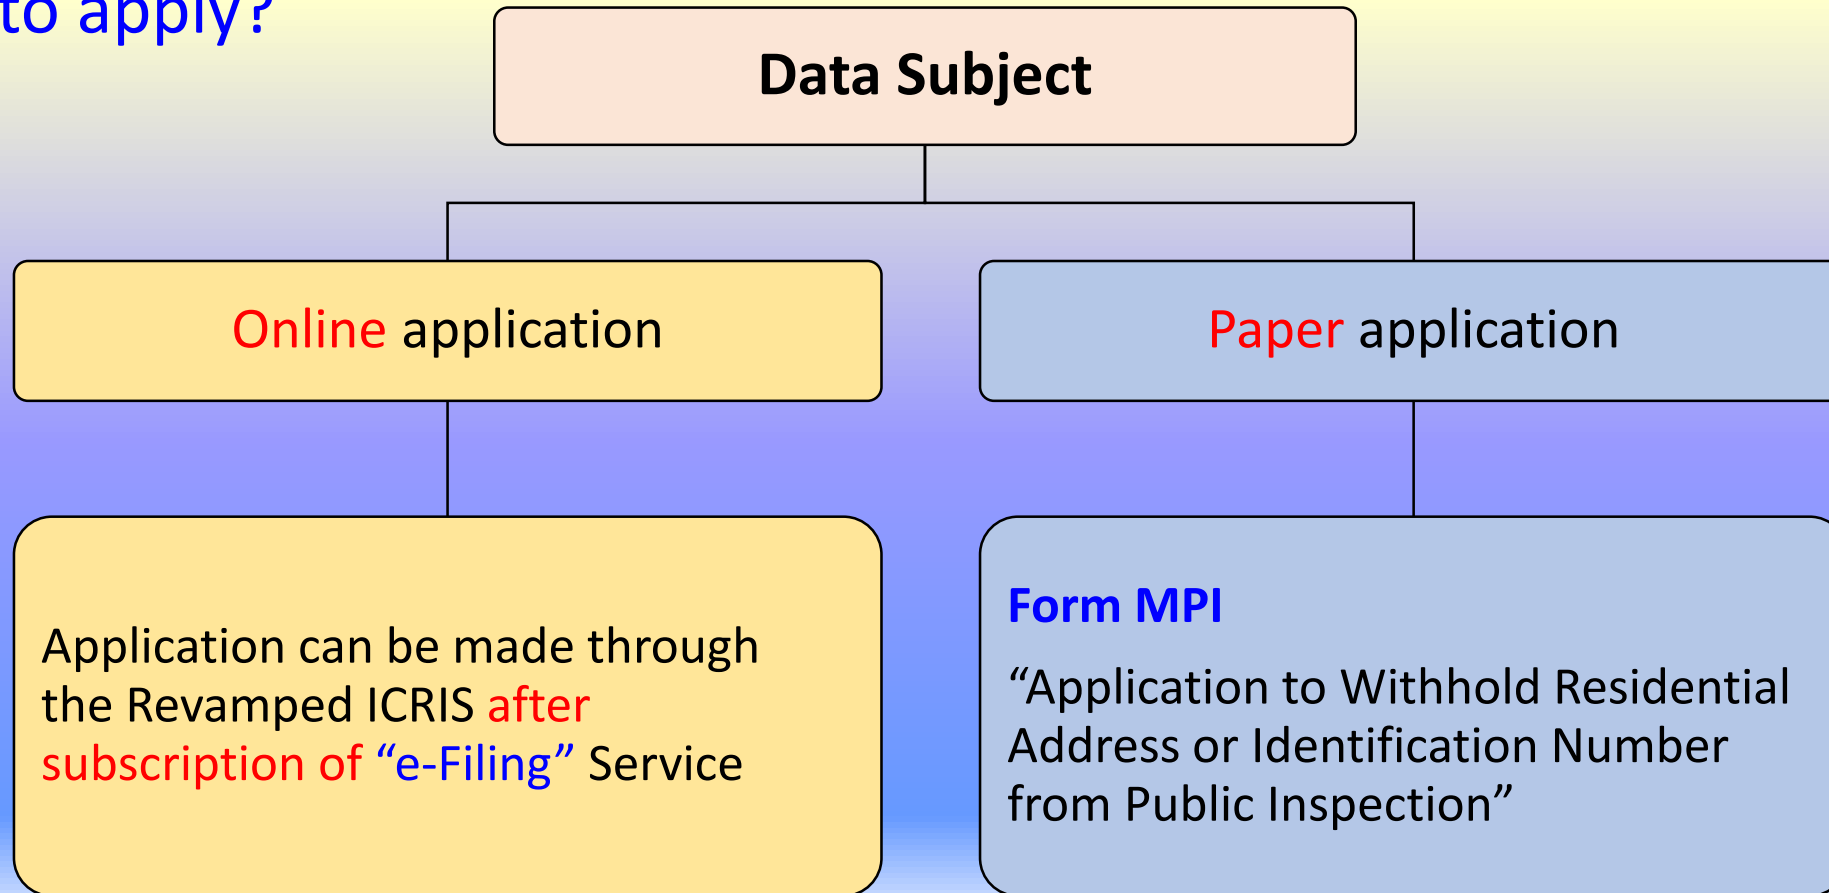 to apply?
Data Subject
Online application
Paper application
Application can be made through
the Revamped ICRIS after
subscription of “e-Filing” Service
Form MPI
“Application to Withhold Residential
Address or Identification Number
from Public Inspection”